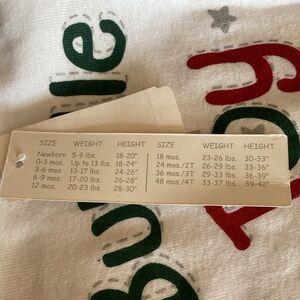 Bundle
Joy
SIZE WEIGHT HEIGHT
Newborn 5-9 lbs. 18-20"
0-3 mos. Up to 13 lbs. 18-24"
3-6 mos. 13-17 lbs. 24-26"
6-9 mos. 17-20 lbs. 26-28"
12 mos. 20-23 lbs. 28-30"
SIZE WEIGHT HEIGHT
18 mos. 23-26 lbs. 30-33"
24 mos./2T 26-29 lbs. 33-36"
36 mos/3T 29-33 lbs. 36-39"
48 mos/4T 33-37 lbs. 39-42"